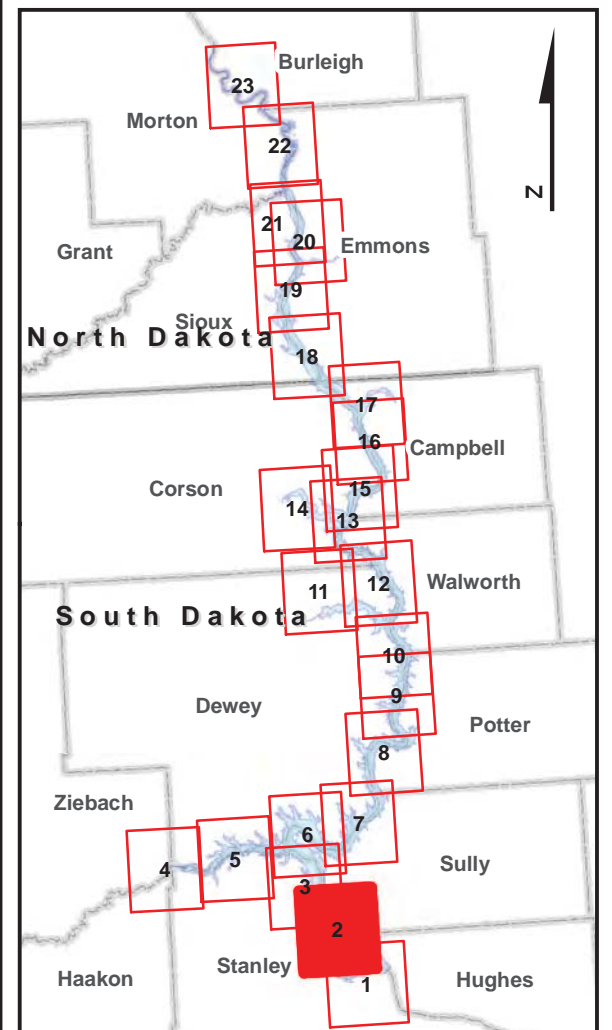 Burleigh
23
Morton
22
N
21
Grant
20
Emmons
19
Sioux
North Dakota
18
17
16
Campbell
Corson
15
14
13
11
12
Walworth
South Dakota
10
9
Dewey
Potter
8
Ziebach
7
6
5
4
Sully
3
2
Stanley
Haakon
1
Hughes